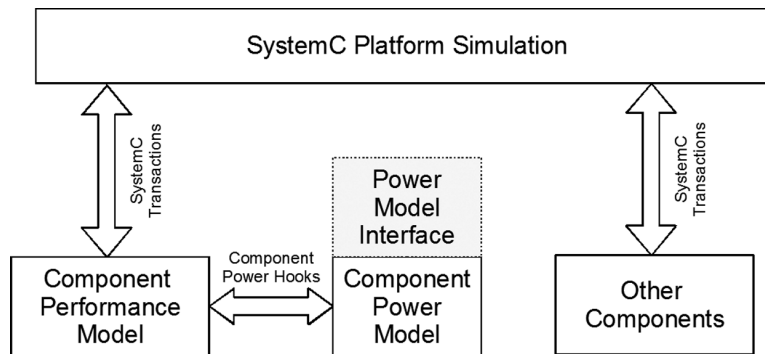 SystemC Platform Simulation
SystemC
Transactions
SystemC
Transactions
Power
Model
Interface
Component
Power Hooks
Component
Performance
Model
Component
Power
Model
Other
Components